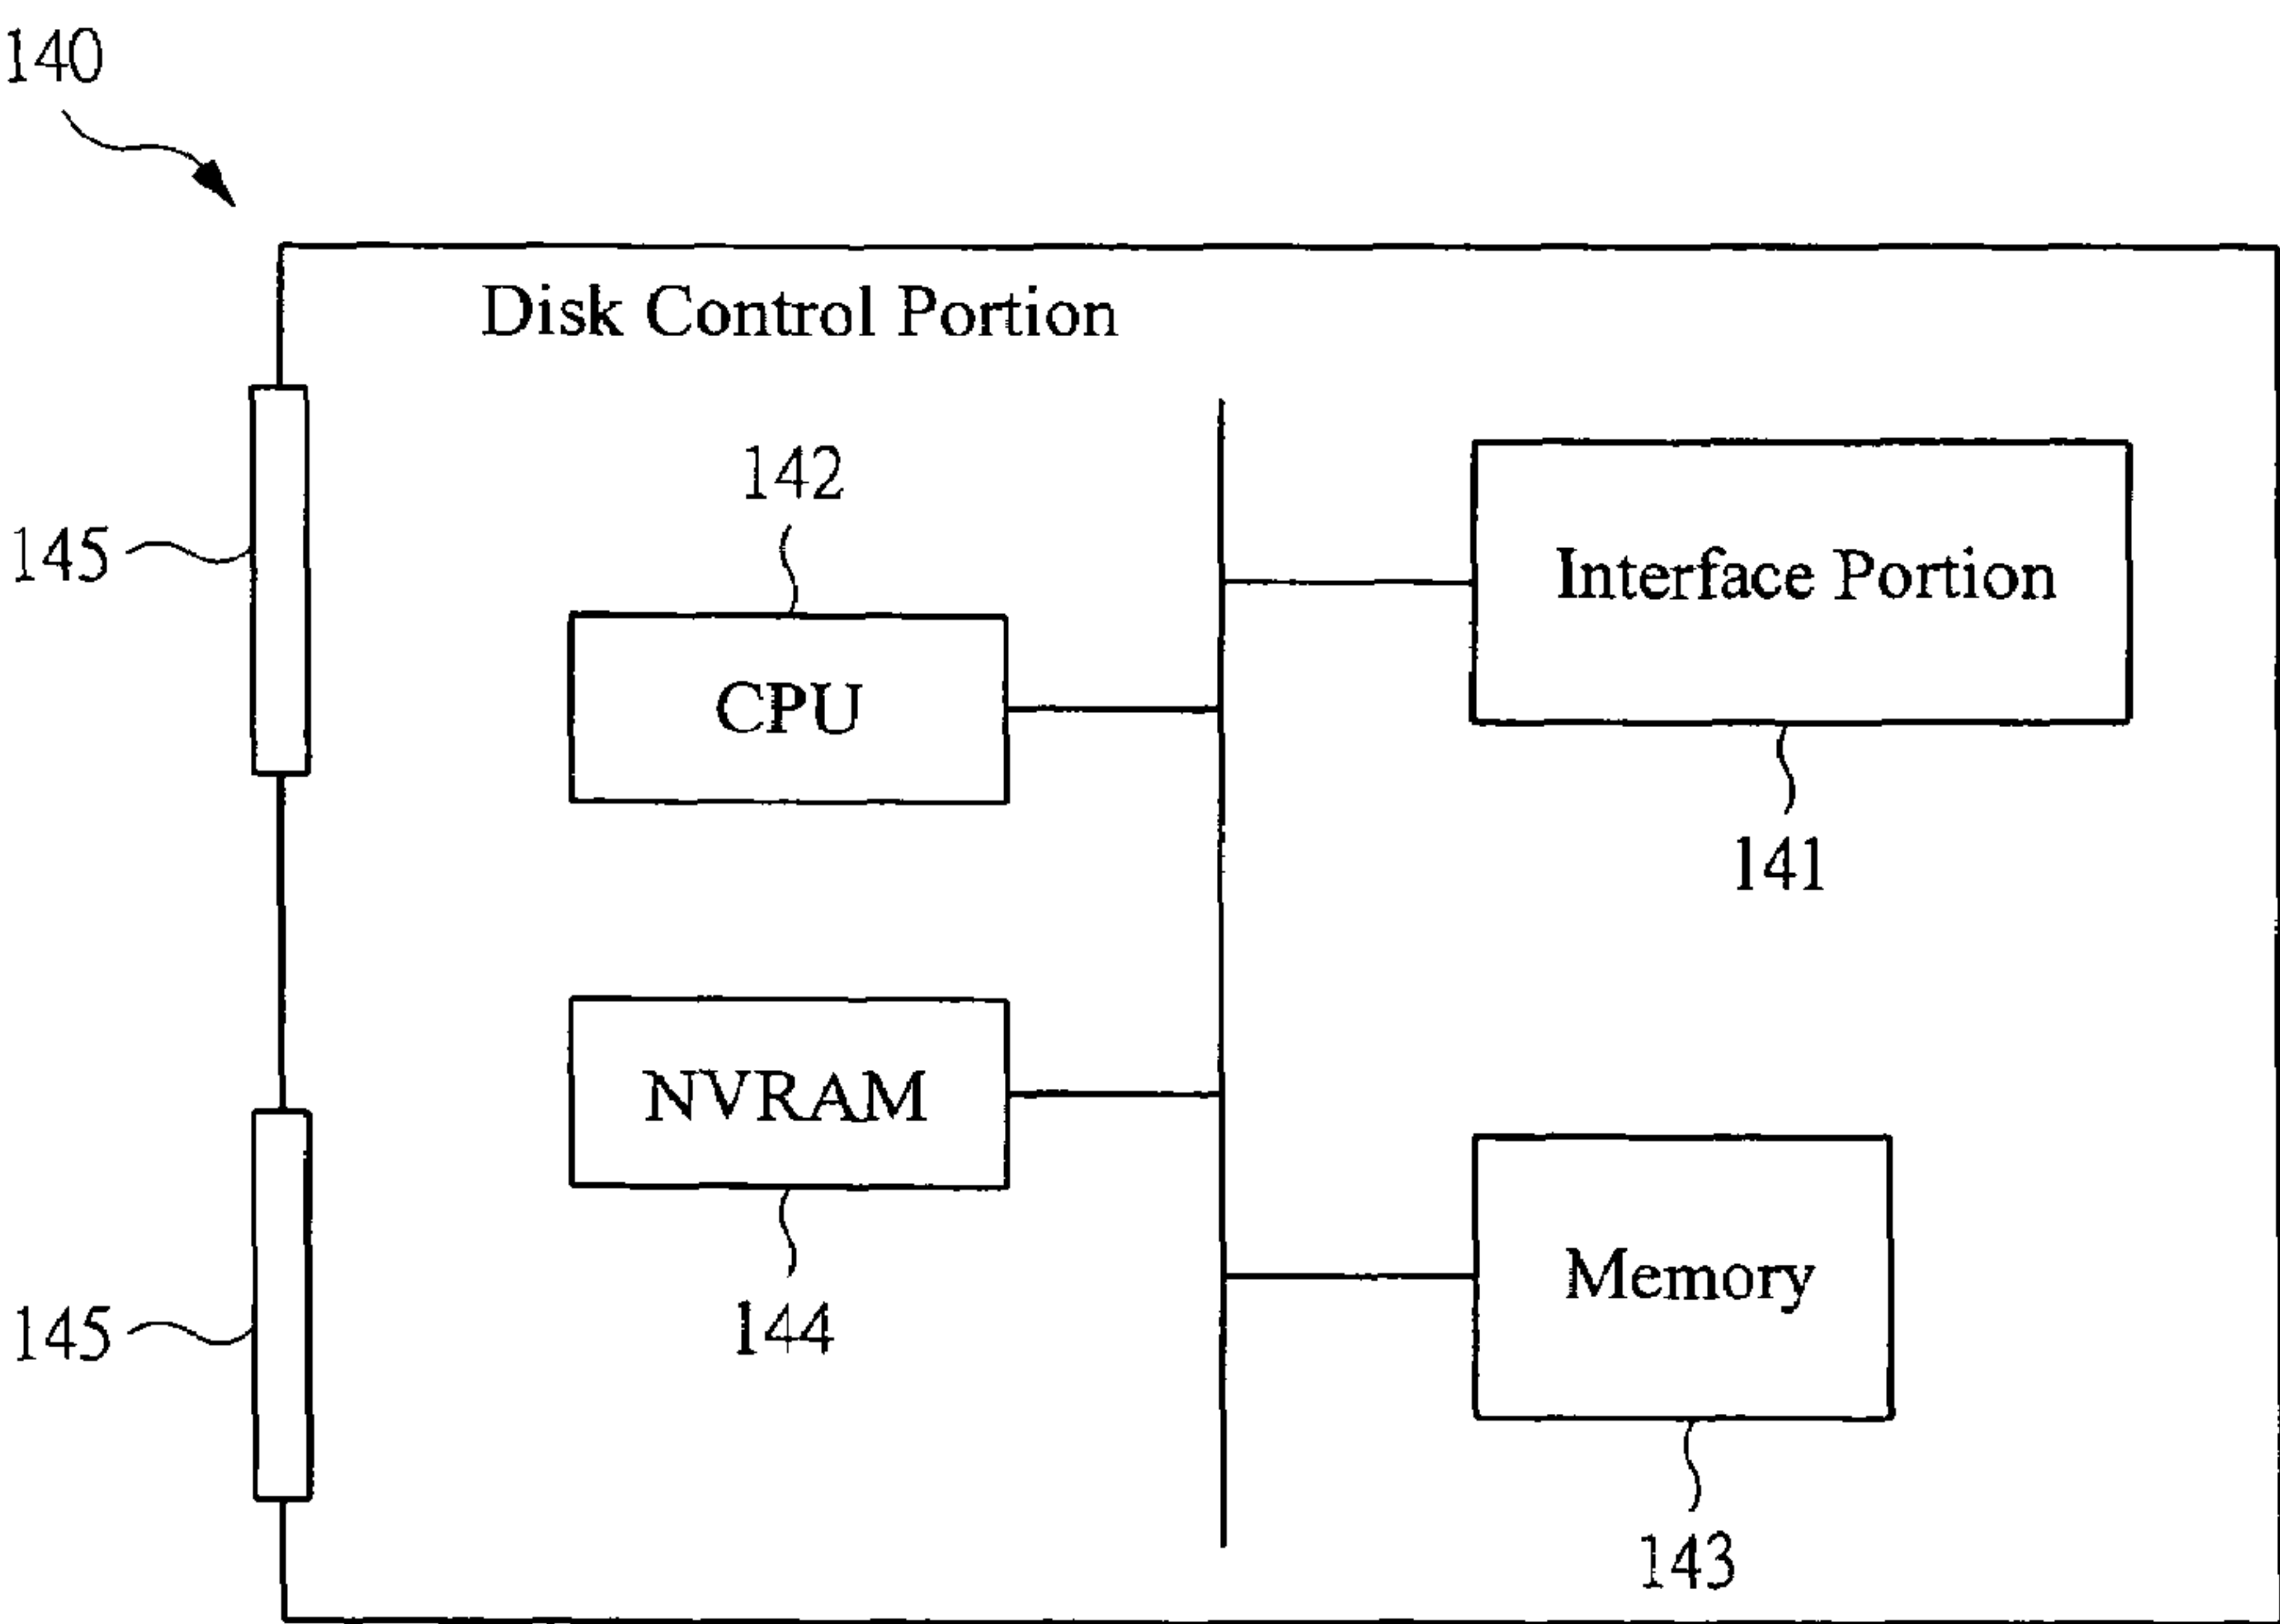 140
Disk Control Portion
142
145
Interface Portion
CPU
141
NVRAM
Memory
145
144
143